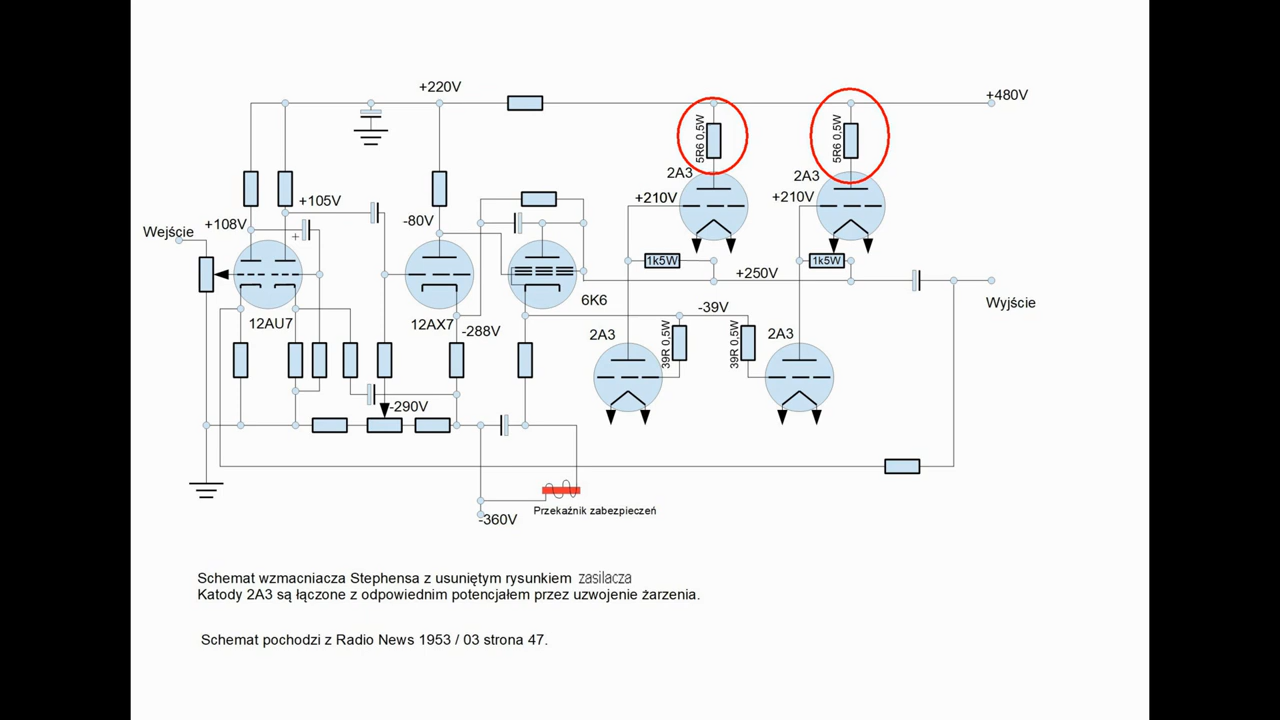 +220V
+480V
5R6 0,5W
5R6 0,5W
2A3
2A3
+210V
+210V
+105V
+108V
Wejście
-80V
+
1k5W
1k5W
+250V
6K6
Wyjście
12AU7
12AX7
-288V
-39V
2A3
2A3
39R 0,5W
39R 0,5W
-290V
-360V
Przekaźnik zabezpieczeń
Schemat wzmacniacza Stephensa z usuniętym rysunkiem zasilacza
Katody 2A3 są łączone z odpowiednim potencjałem przez uzwojenie żarzenia.
Schemat pochodzi z Radio News 1953 / 03 strona 47.